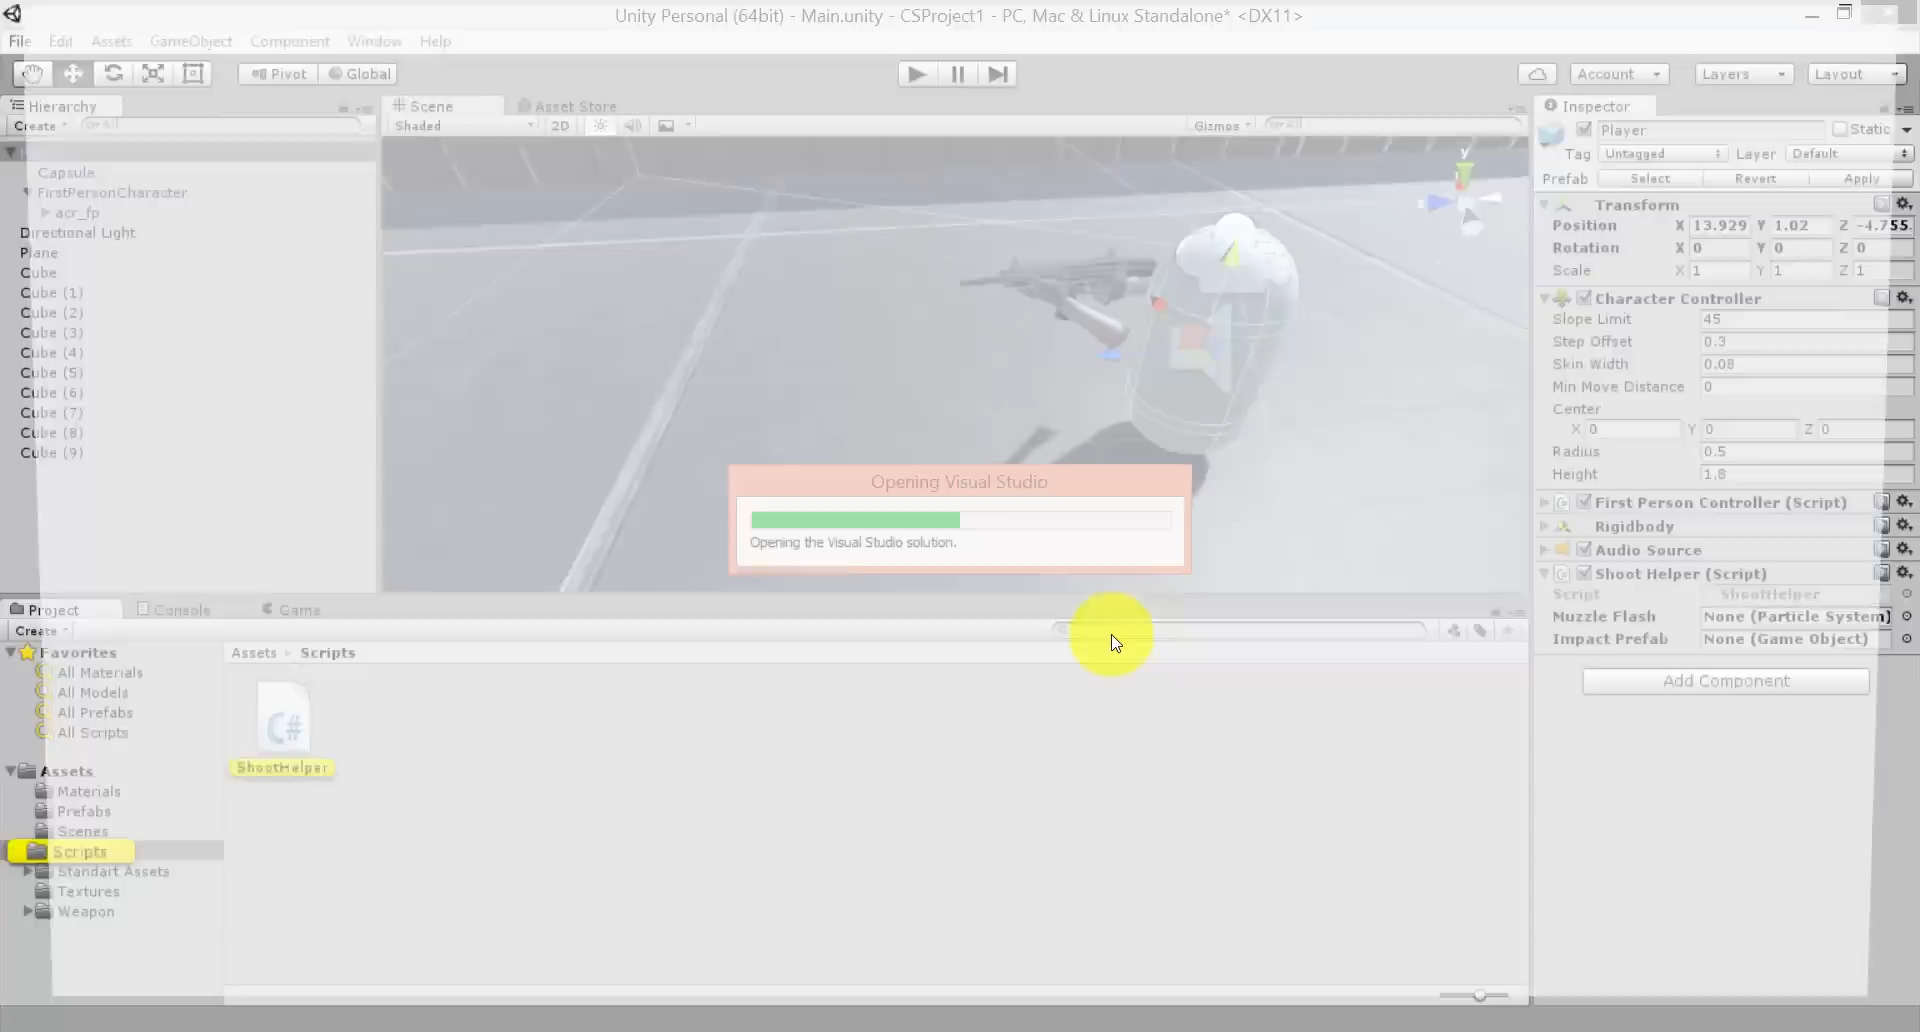 Unity Personal (64bit) - Main.unity - CSProject1 - PC, Mac & Linux Standalone* <DX11>
File Edit Assets GameObject Component Window Help
Pivot Global Account Layers Layout
Hierarchy
Create All
Capsule
FirstPersonCharacter
acr_fp
Directional Light
Plane
Cube
Cube (1)
Cube (2)
Cube (3)
Cube (4)
Cube (5)
Cube (6)
Cube (7)
Cube (8)
Cube (9)
Scene Asset Store
Shaded 2D Gizmos All
y
Opening Visual Studio
Opening the Visual Studio solution.
Inspector
Player Static
Tag Untagged Layer Default
Prefab Select Revert Apply
Transform
Position X 13.929 Y 1.02 Z -4.755
Rotation X 0 Y 0 Z 0
Scale X 1 Y 1 Z 1
Character Controller
Slope Limit 45
Step Offset 0.3
Skin Width 0.08
Min Move Distance 0
Center
X 0 Y 0 Z 0
Radius 0.5
Height 1.8
First Person Controller (Script)
Rigidbody
Audio Source
Shoot Helper (Script)
Script ShootHelper
Muzzle Flash None (Particle System)
Impact Prefab None (Game Object)
Add Component
Project Console Game
Create
Favorites
All Materials
All Models
All Prefabs
All Scripts
Assets
Materials
Prefabs
Scenes
Scripts
Standart Assets
Textures
Weapon
Assets Scripts
C#
ShootHelper